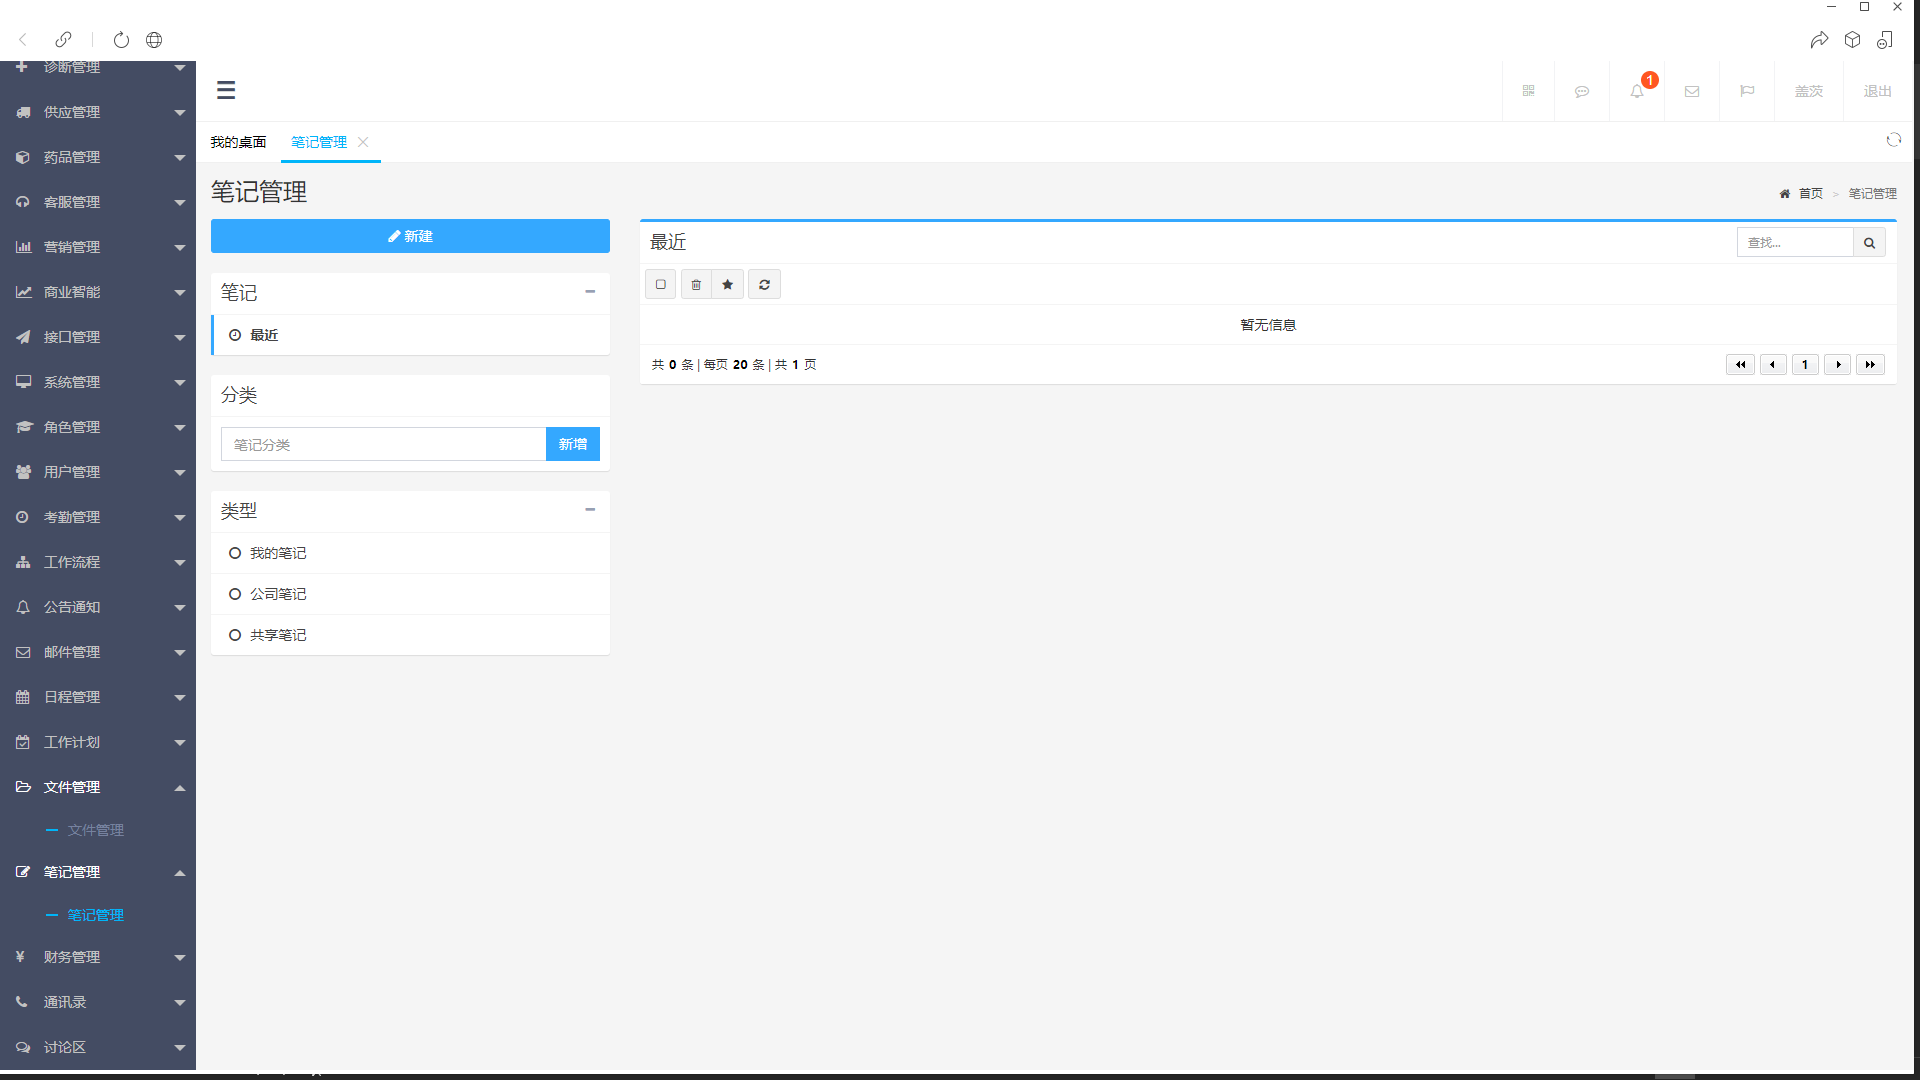 诊断管理
供应管理
药品管理
客服管理
营销管理
商业智能
接口管理
系统管理
角色管理
用户管理
考勤管理
工作流程
公告通知
邮件管理
日程管理
工作计划
文件管理
文件管理
笔记管理
笔记管理
¥ 财务管理
通讯录
讨论区
1
盖茨
退出
我的桌面
笔记管理
笔记管理
首页 > 笔记管理
新建
笔记
最近
分类
笔记分类
新增
类型
我的笔记
公司笔记
共享笔记
最近
查找...
暂无信息
共 0 条 | 每页 20 条 | 共 1 页
1